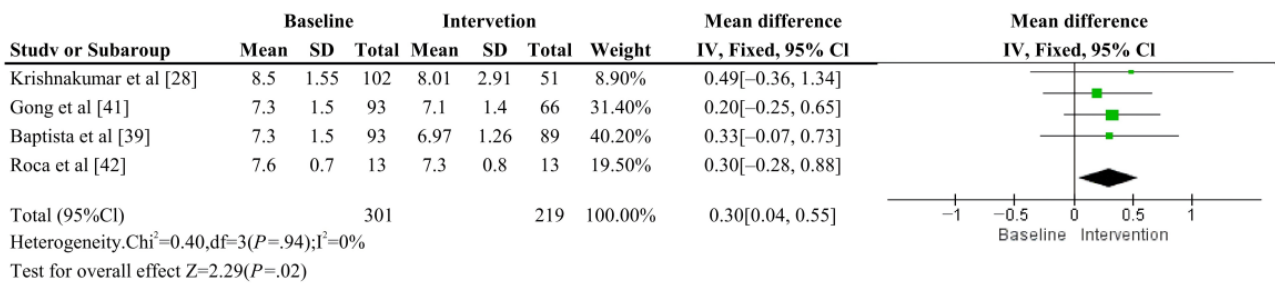 Baseline Intervetion Mean difference Mean difference
Studv or Subaroup Mean SD Total Mean SD Total Weight IV, Fixed, 95% Cl IV, Fixed, 95% Cl
Krishnakumar et al [28] 8.5 1.55 102 8.01 2.91 51 8.90% 0.49[–0.36, 1.34]
Gong et al [41] 7.3 1.5 93 7.1 1.4 66 31.40% 0.20[–0.25, 0.65]
Baptista et al [39] 7.3 1.5 93 6.97 1.26 89 40.20% 0.33[–0.07, 0.73]
Roca et al [42] 7.6 0.7 13 7.3 0.8 13 19.50% 0.30[–0.28, 0.88]
Total (95%Cl) 301 219 100.00% 0.30[0.04, 0.55]
−1 −0.5 0 0.5 1
Baseline Intervention
Heterogeneity.Chi²=0.40,df=3(P=.94);I²=0%
Test for overall effect Z=2.29(P=.02)